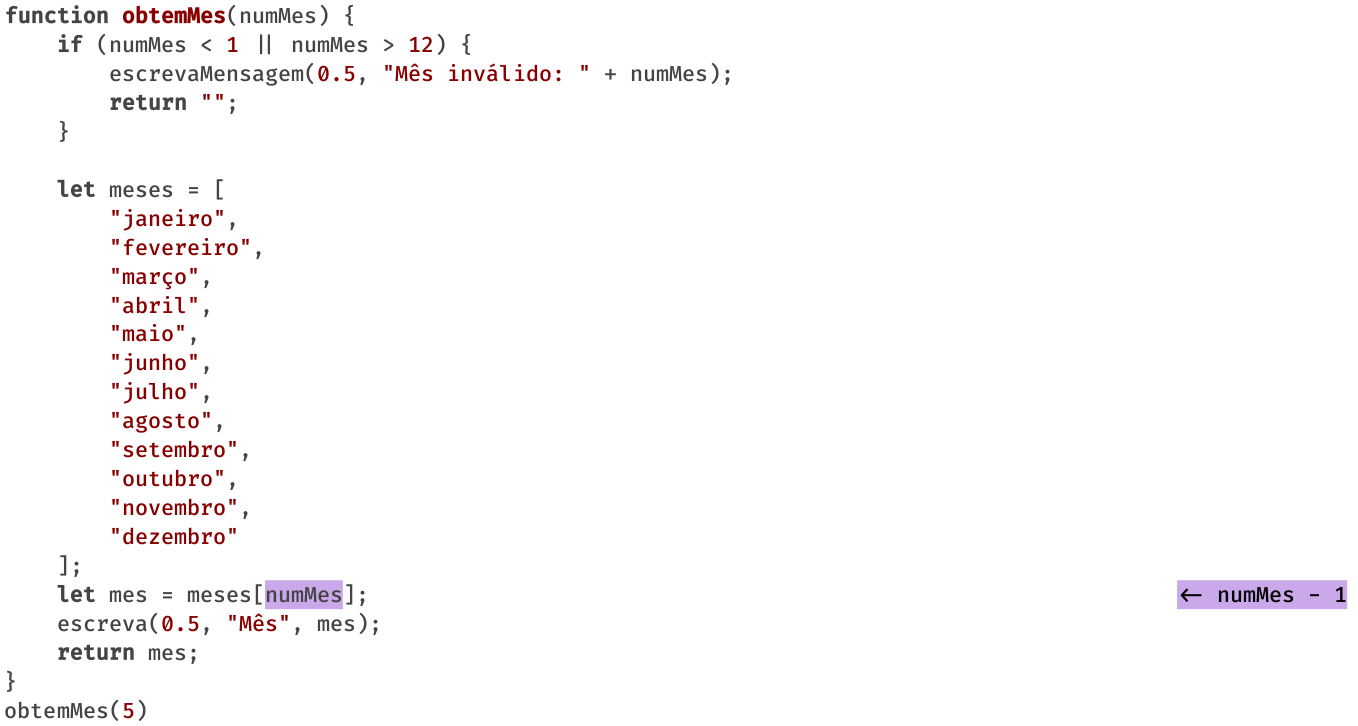 function obtemMes(numMes) {
    if (numMes < 1 || numMes > 12) {
        escrevaMensagem(0.5, "Mês inválido: " + numMes);
        return "";
    }

    let meses = [
        "janeiro",
        "fevereiro",
        "março",
        "abril",
        "maio",
        "junho",
        "julho",
        "agosto",
        "setembro",
        "outubro",
        "novembro",
        "dezembro"
    ];
    let mes = meses[numMes]; ← numMes - 1
    escreva(0.5, "Mês", mes);
    return mes;
}
obtemMes(5)